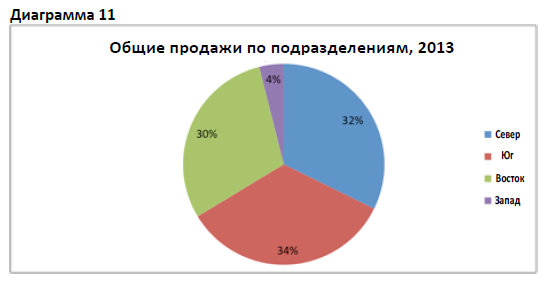 Диаграмма 11
Общие продажи по подразделениям, 2013
4%
32%
30%
34%
Север
Юг
Восток
Запад